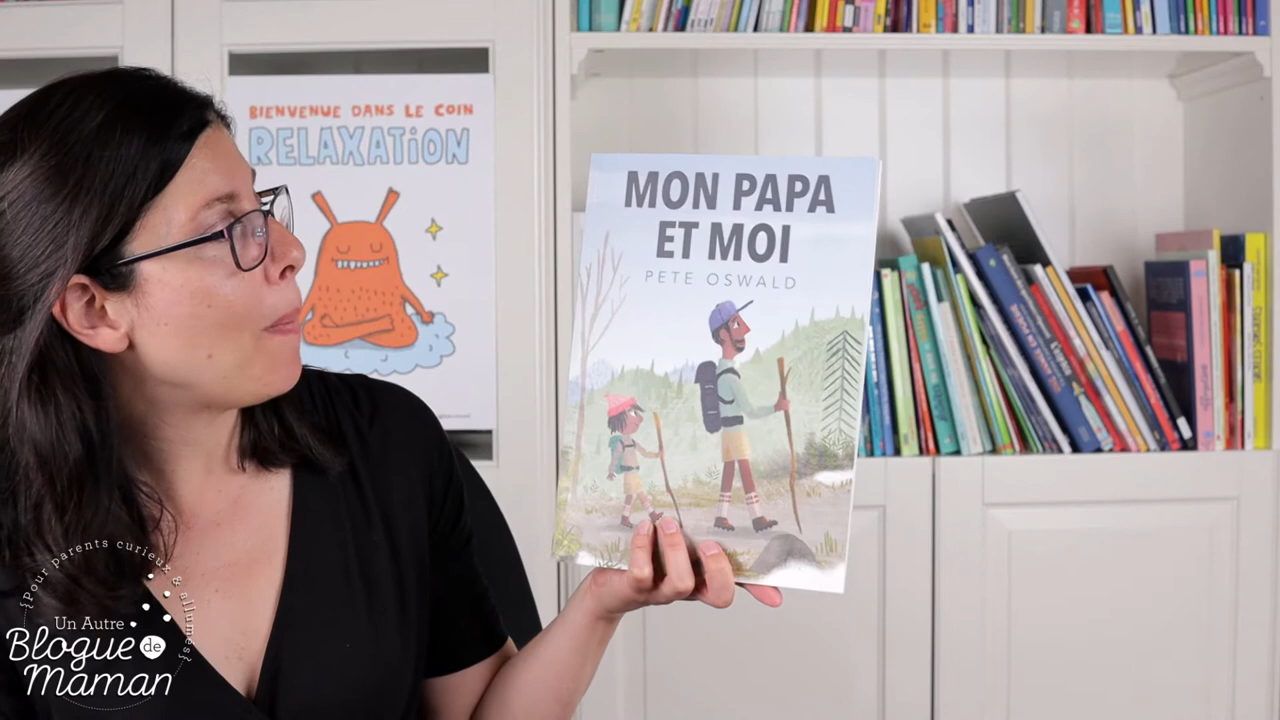 BIENVENUE DANS LE COIN
RELAXATION
MON PAPA
ET MOI
PETE OSWALD
{Pour parents curieux & allumés}
Un Autre
Blogue de
Maman